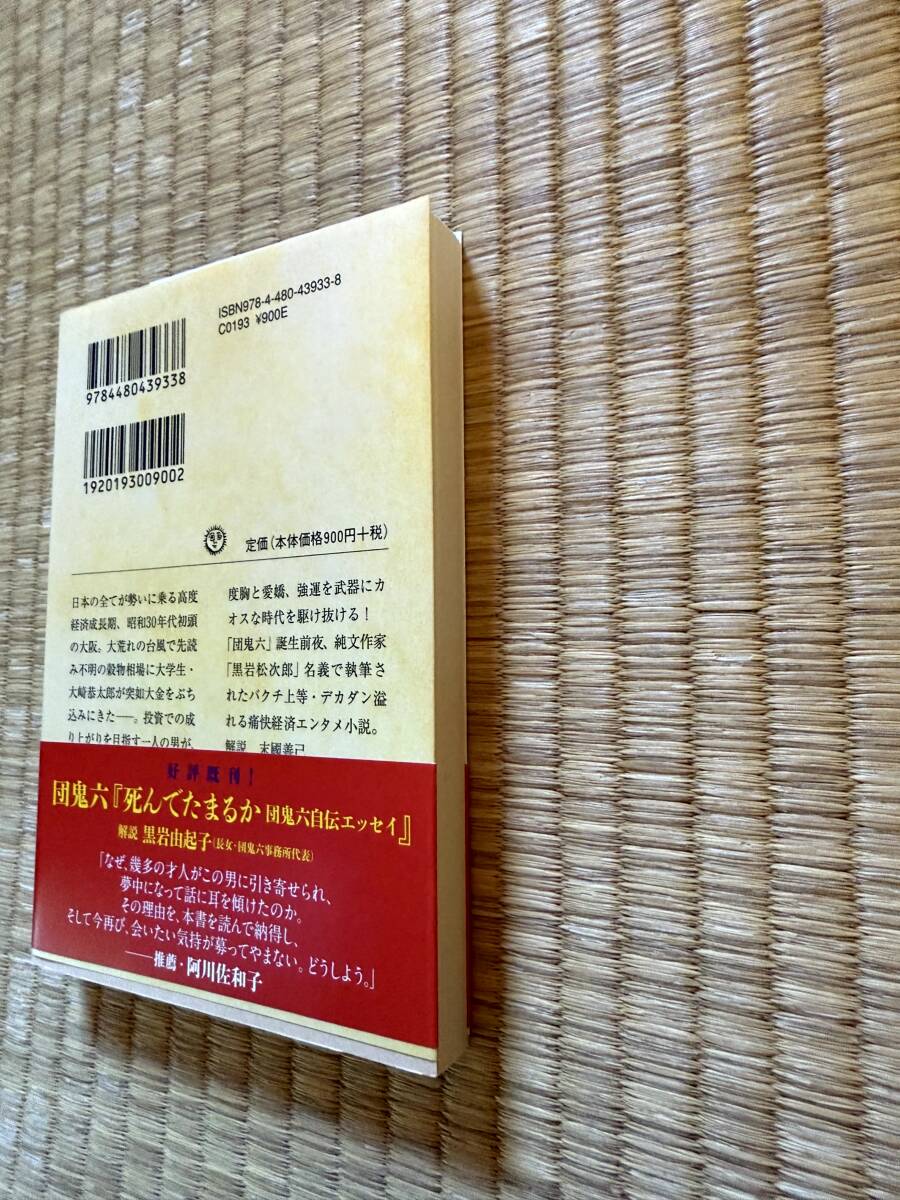 ISBN978-4-480-43933-8
C0193 ¥900E
9784480439338
1920193009002
定価(本体価格900円+税)
日本の全てが勢いに乗る高度
経済成長期、昭和30年代初頭
の大阪。大荒れの台風で先読
み不明の穀物相場に大学生・
大崎恭太郎が突如大金をぶち
込みにきた――。投資での成
り上がりを目指す一人の男が、
度胸と愛嬌、強運を武器にカ
オスな時代を駆け抜ける!
「団鬼六」誕生前夜、純文作家
「黒岩松次郎」名義で執筆さ
れたバクチ上等・デカダン溢
れる痛快経済エンタメ小説。
解説 末國善己
好評既刊!
団鬼六『死んでたまるか 団鬼六自伝エッセイ』
解説 黒岩由起子(長女・団鬼六事務所代表)
「なぜ、幾多の才人がこの男に引き寄せられ、
夢中になって話に耳を傾けたのか。
その理由を、本書を読んで納得し、
そして今再び、会いたい気持が募ってやまない。どうしよう。」
――推薦・阿川佐和子